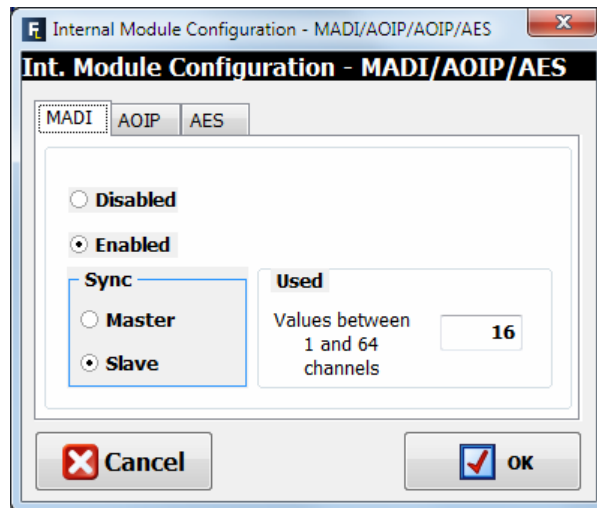 Internal Module Configuration - MADI/AOIP/AOIP/AES
Int. Module Configuration - MADI/AOIP/AES
MADI AOIP AES
Disabled
Enabled
Sync
Master
Slave
Used
Values between
1 and 64
channels
16
Cancel
OK